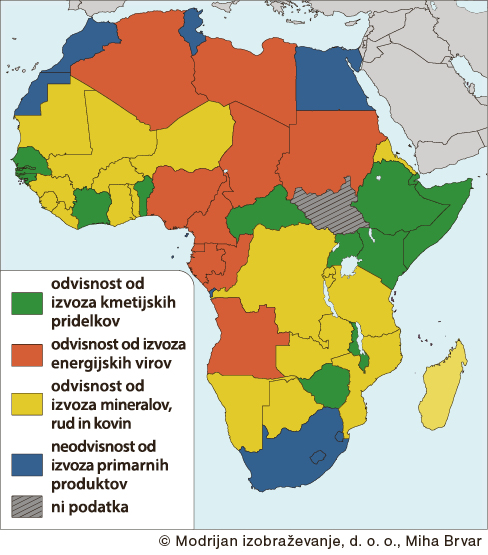 odvisnost od
izvoza kmetijskih
pridelkov
odvisnost od izvoza
energijskih virov
odvisnost od
izvoza mineralov,
rud in kovin
neodvisnost od
izvoza primarnih
produktov
ni podatka
© Modrijan izobraževanje, d. o. o., Miha Brvar